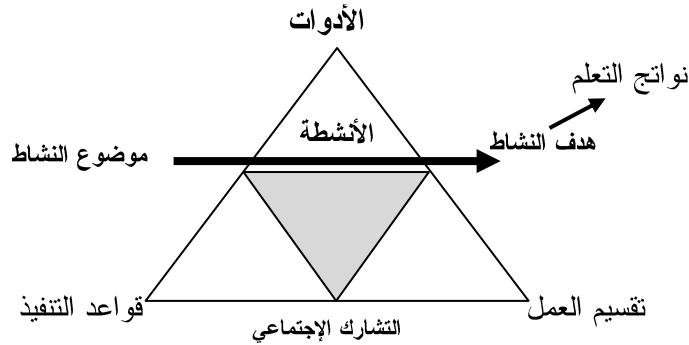 الأدوات
نواتج التعلم
الأنشطة
هدف النشاط
موضوع النشاط
تقسيم العمل
قواعد التنفيذ
التشارك الإجتماعي